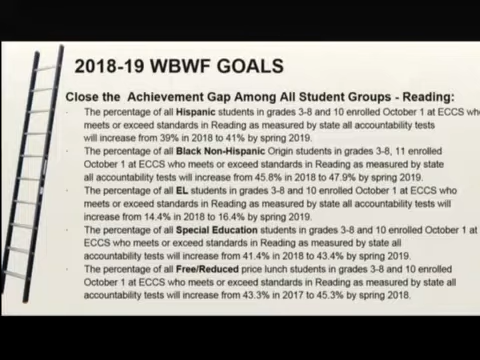 2018-19 WBWF GOALS
Close the Achievement Gap Among All Student Groups - Reading:
· The percentage of all Hispanic students in grades 3-8 and 10 enrolled October 1 at ECCS who
meets or exceed standards in Reading as measured by state all accountability tests
will increase from 39% in 2018 to 41% by spring 2019.
· The percentage of all Black Non-Hispanic Origin students in grades 3-8, 11 enrolled
October 1 at ECCS who meets or exceed standards in Reading as measured by state
all accountability tests will increase from 45.8% in 2018 to 47.9% by spring 2019.
· The percentage of all EL students in grades 3-8 and 10 enrolled October 1 at ECCS who
meets or exceed standards in Reading as measured by state all accountability tests will
increase from 14.4% in 2018 to 16.4% by spring 2019.
· The percentage of all Special Education students in grades 3-8 and 10 enrolled October 1 at
ECCS who meets or exceed standards in Reading as measured by state all
accountability tests will increase from 41.4% in 2018 to 43.4% by spring 2019.
· The percentage of all Free/Reduced price lunch students in grades 3-8 and 10 enrolled
October 1 at ECCS who meets or exceed standards in Reading as measured by state all
accountability tests will increase from 43.3% in 2017 to 45.3% by spring 2018.